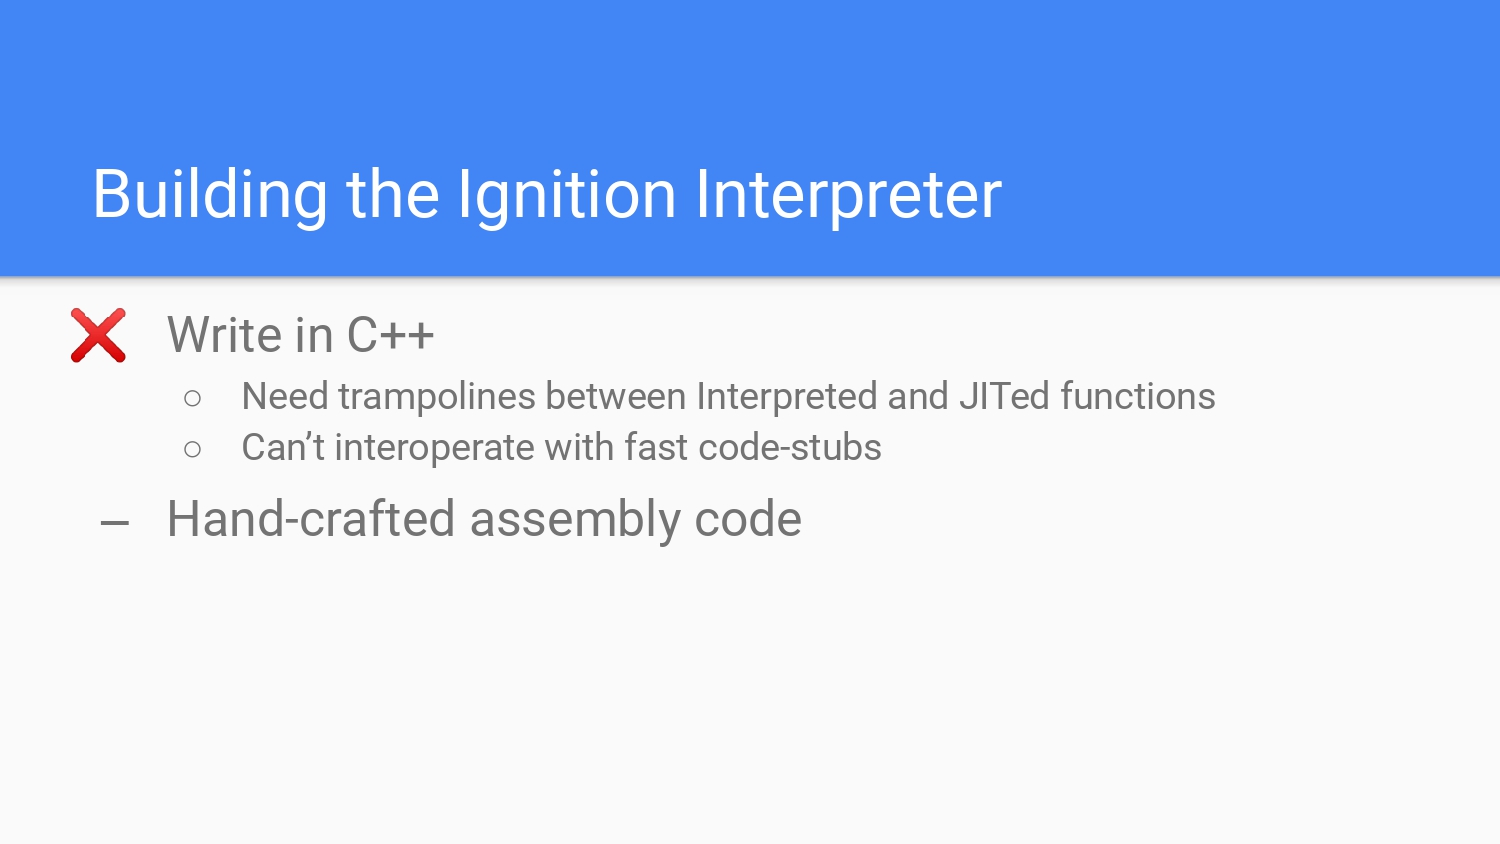 Building the Ignition Interpreter
❌ Write in C++
○ Need trampolines between Interpreted and JITed functions
○ Can’t interoperate with fast code-stubs
– Hand-crafted assembly code